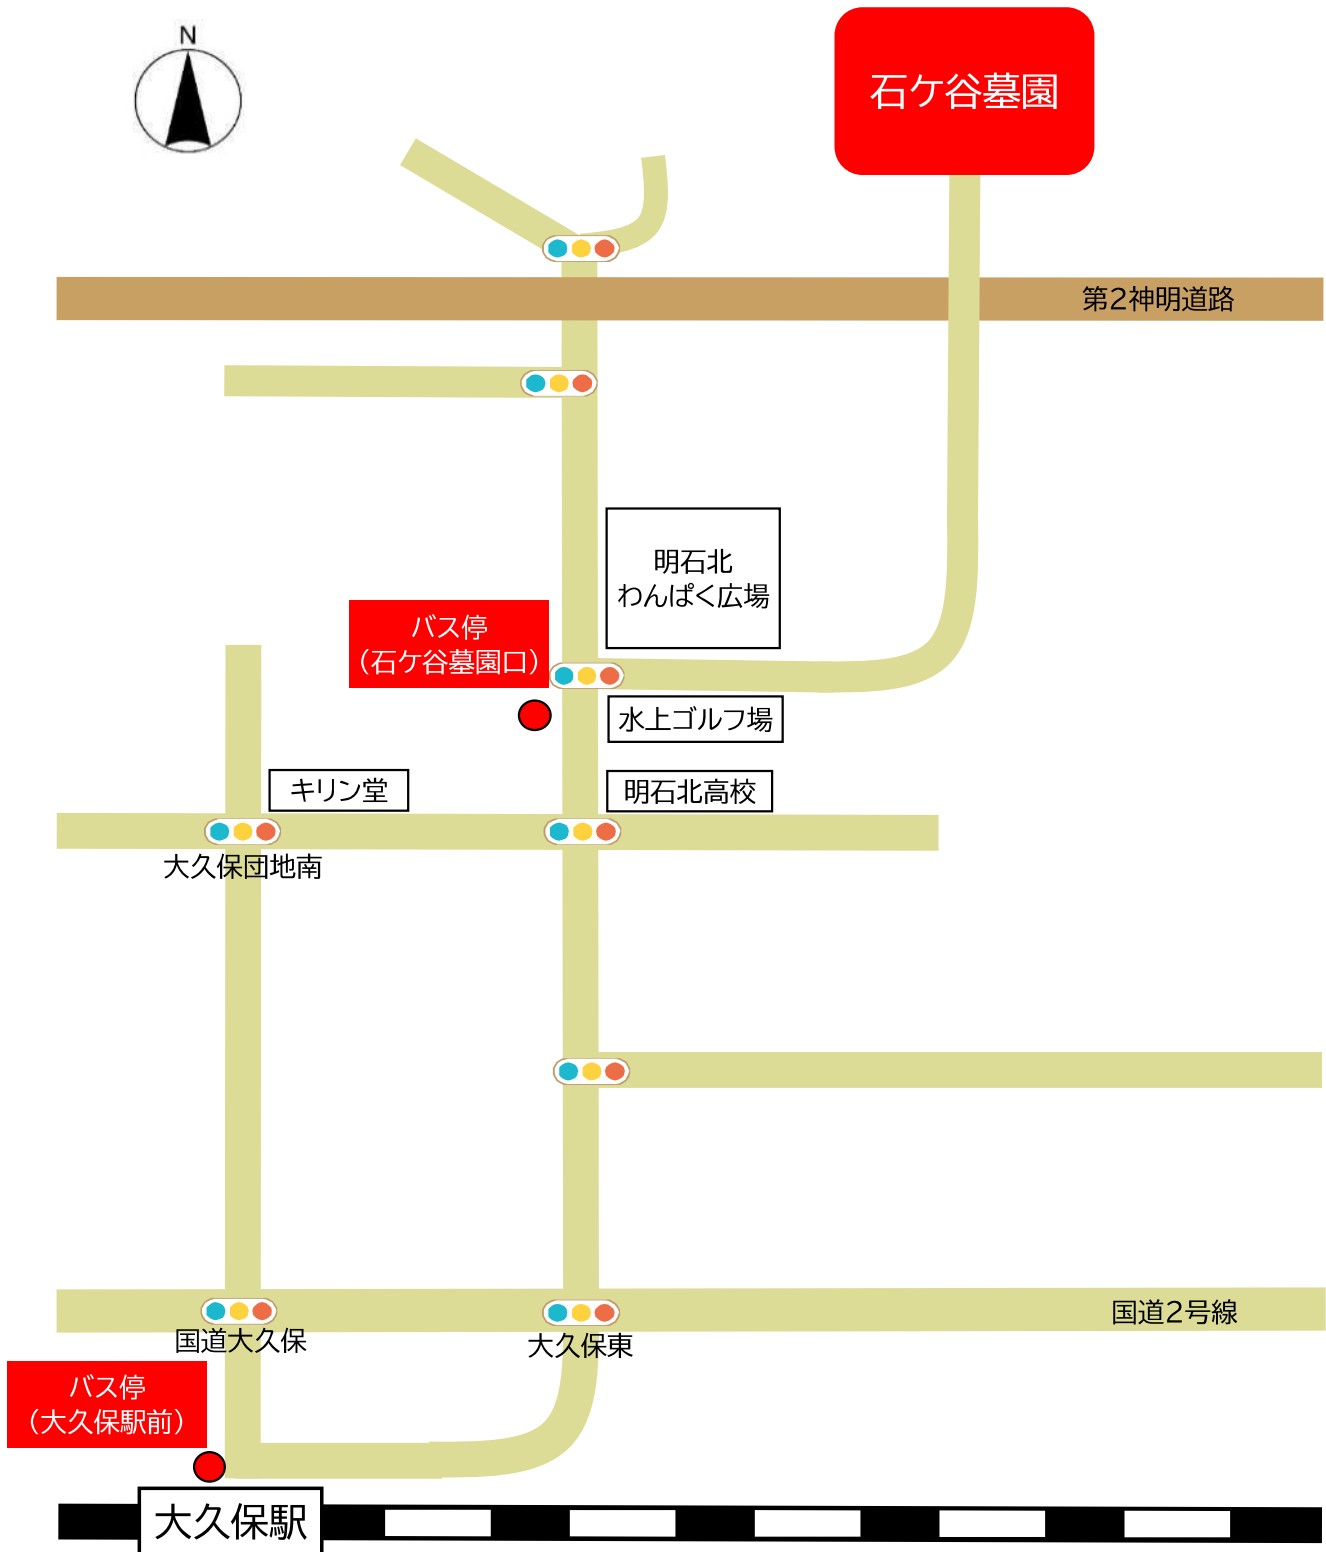 N
石ケ谷墓園
第2神明道路
明石北
わんぱく広場
バス停
（石ケ谷墓園口）
水上ゴルフ場
キリン堂
明石北高校
大久保団地南
国道2号線
国道大久保
大久保東
バス停
（大久保駅前）
大久保駅